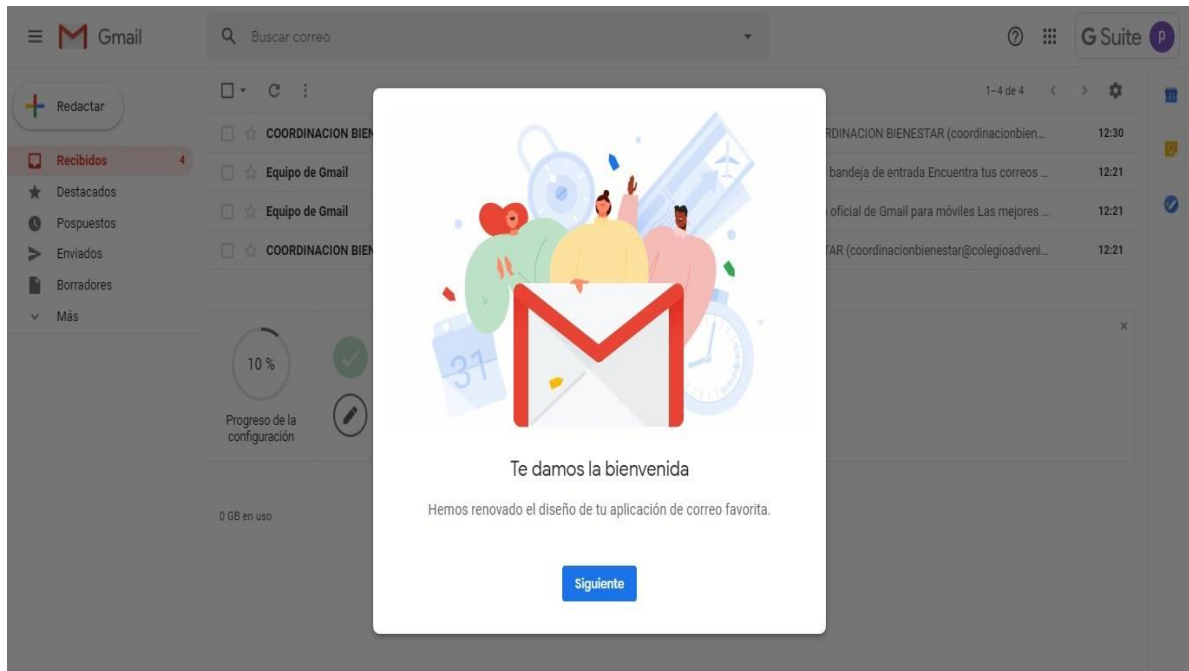 Gmail
Buscar correo
G Suite
p
Redactar
1–4 de 4
31
Recibidos 4
COORDINACION BIEN
RDINACION BIENESTAR (coordinacionbien...
12:30
Equipo de Gmail
bandeja de entrada Encuentra tus correos ...
12:21
Destacados
Pospuestos
Equipo de Gmail
oficial de Gmail para móviles Las mejores ...
12:21
Enviados
COORDINACION BIEN
TAR (coordinacionbienestar@colegioadveni...
12:21
Borradores
Más
31
10 %
Progreso de la
configuración
Te damos la bienvenida
Hemos renovado el diseño de tu aplicación de correo favorita.
0 GB en uso
Siguiente